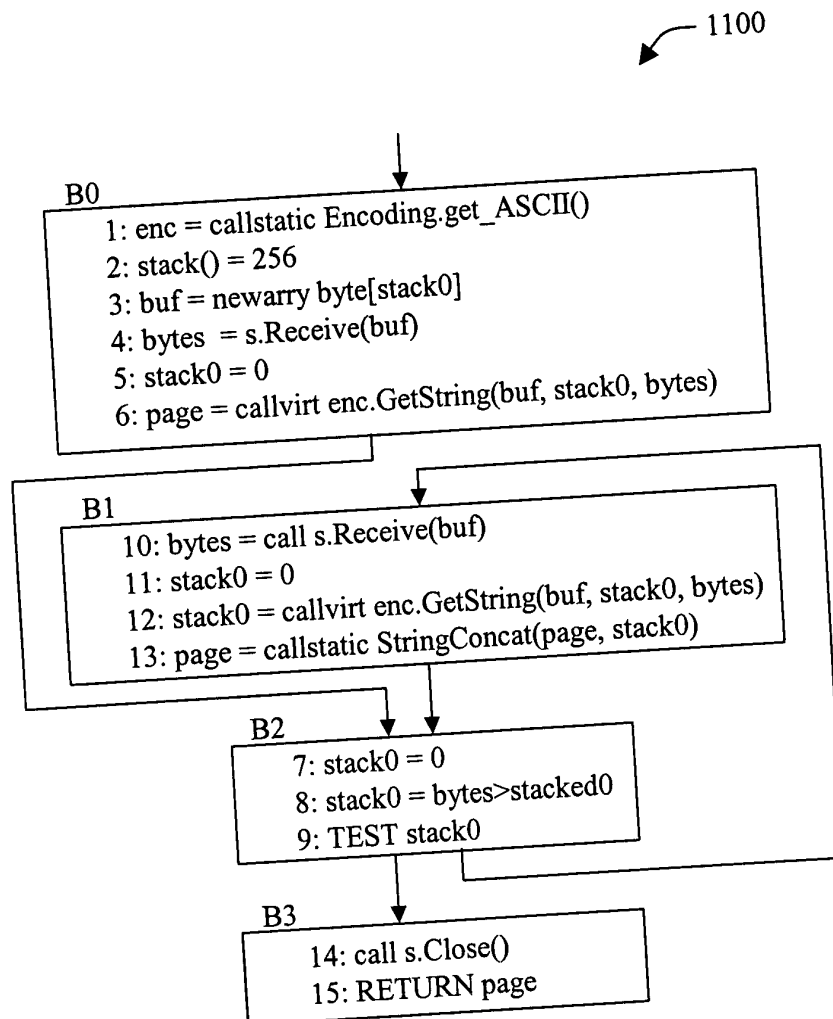 1100
B0
1: enc = callstatic Encoding.get_ASCII()
2: stack() = 256
3: buf = newarry byte[stack0]
4: bytes = s.Receive(buf)
5: stack0 = 0
6: page = callvirt enc.GetString(buf, stack0, bytes)
B1
10: bytes = call s.Receive(buf)
11: stack0 = 0
12: stack0 = callvirt enc.GetString(buf, stack0, bytes)
13: page = callstatic StringConcat(page, stack0)
B2
7: stack0 = 0
8: stack0 = bytes>stacked0
9: TEST stack0
B3
14: call s.Close()
15: RETURN page